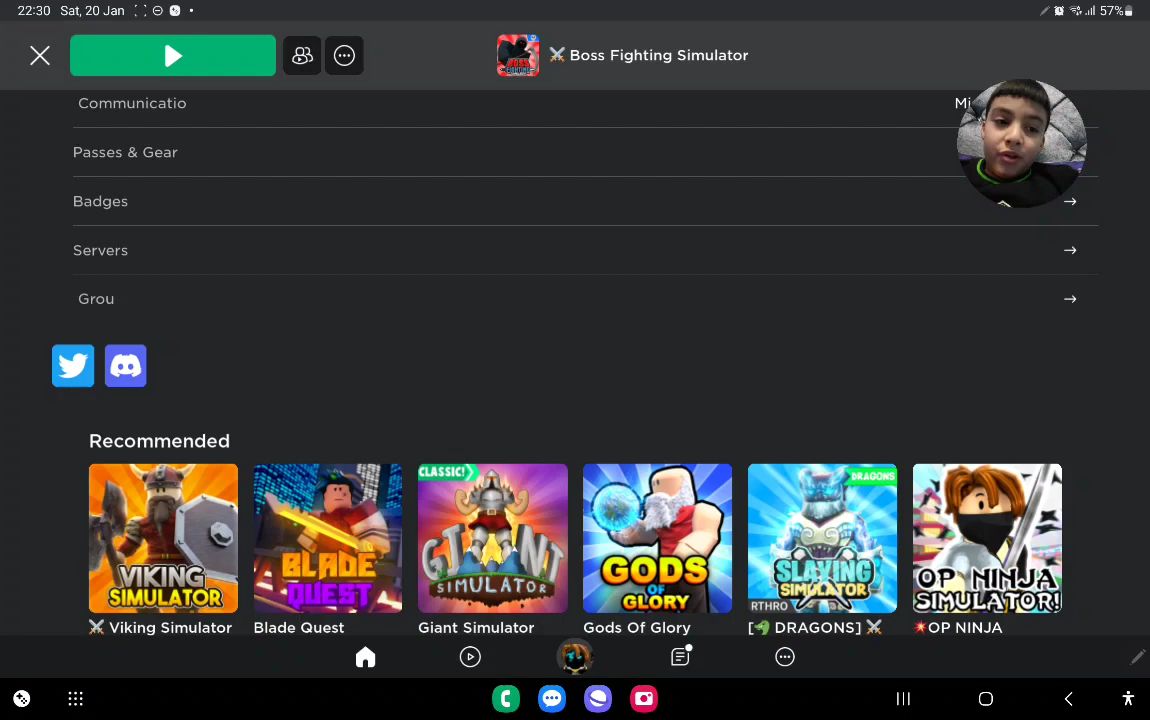 22:30 Sat, 20 Jan 57%
Boss Fighting Simulator
Communicatio Mi
Passes & Gear
Badges
Servers
Grou
Recommended
VIKING SIMULATOR
BLADE QUEST
CLASSIC! GIANT SIMULATOR
GODS OF GLORY
DRAGONS SLAYING SIMULATOR RTHRO
OP NINJA SIMULATOR!
Viking Simulator
Blade Quest
Giant Simulator
Gods Of Glory
[ DRAGONS]
OP NINJA